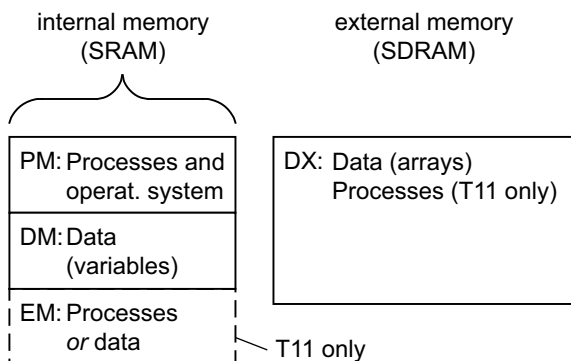 internal memory
(SRAM)
external memory
(SDRAM)
PM: Processes and
operat. system
DM: Data
(variables)
EM: Processes
or data
T11 only
DX: Data (arrays)
Processes (T11 only)